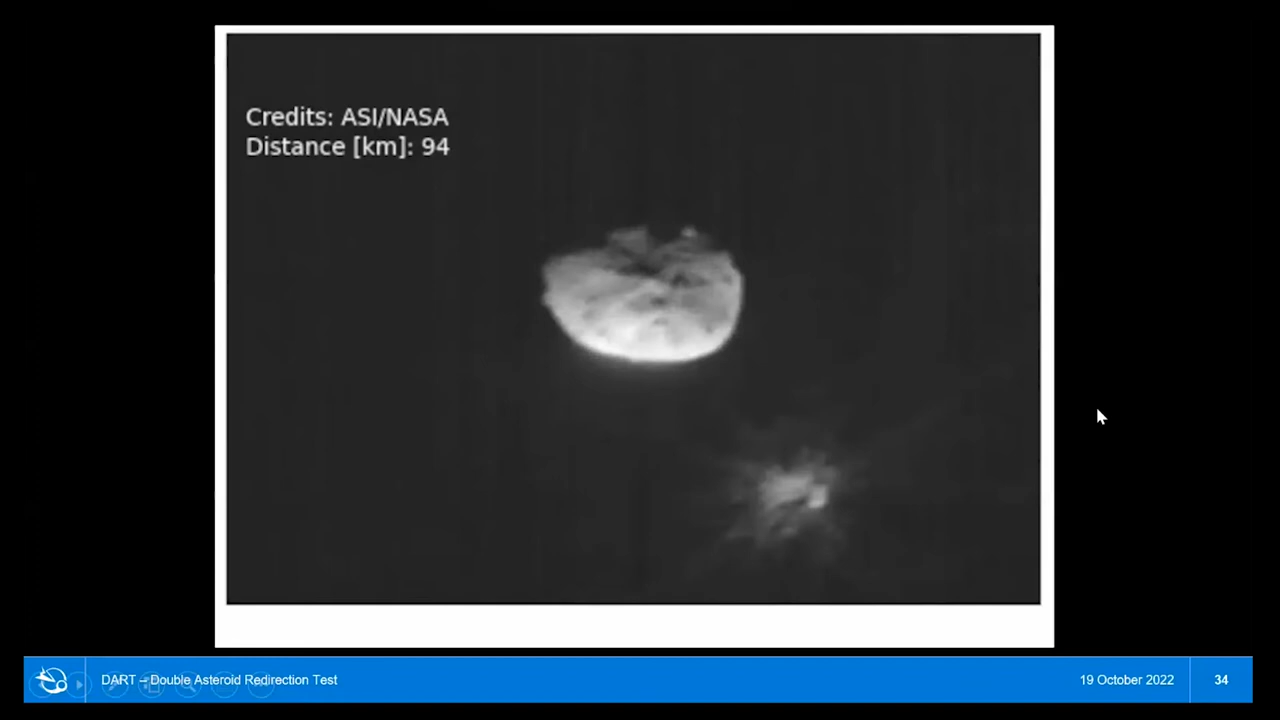 Credits: ASI/NASA
Distance [km]: 94
DART – Double Asteroid Redirection Test
19 October 2022
34